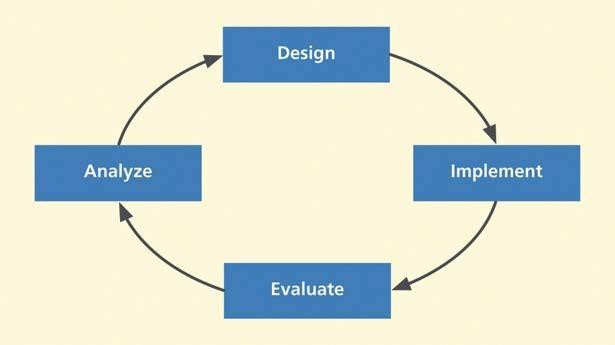 Design
Analyze
Implement
Evaluate